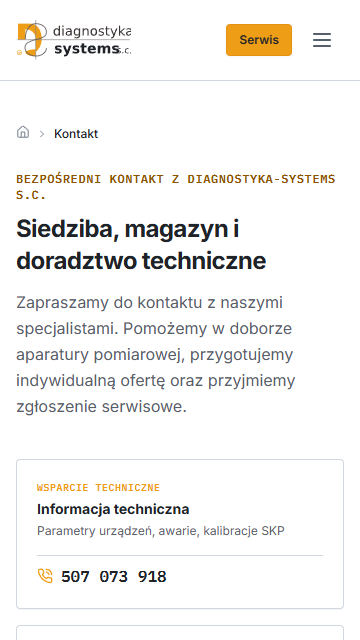 diagnostyka
systems s.c.
Serwis
Kontakt
BEZPOŚREDNI KONTAKT Z DIAGNOSTYKA-SYSTEMS
S.C.
Siedziba, magazyn i
doradztwo techniczne
Zapraszamy do kontaktu z naszymi
specjalistami. Pomożemy w doborze
aparatury pomiarowej, przygotujemy
indywidualną ofertę oraz przyjmiemy
zgłoszenie serwisowe.
WSPARCIE TECHNICZNE
Informacja techniczna
Parametry urządzeń, awarie, kalibracje SKP
507 073 918